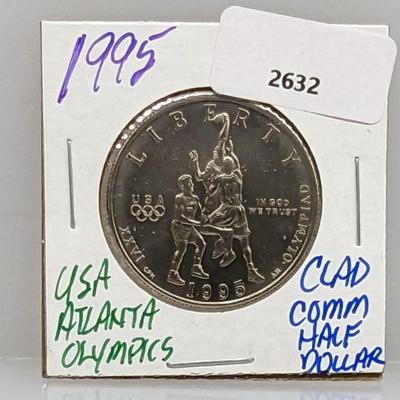 1995
2632
LIBERTY
USA
IN GOD
WE TRUST
XXVI
OLYMPIAD
1995
USA
ATLANTA
OLYMPICS
CLAD
COMM
HALF
DOLLAR